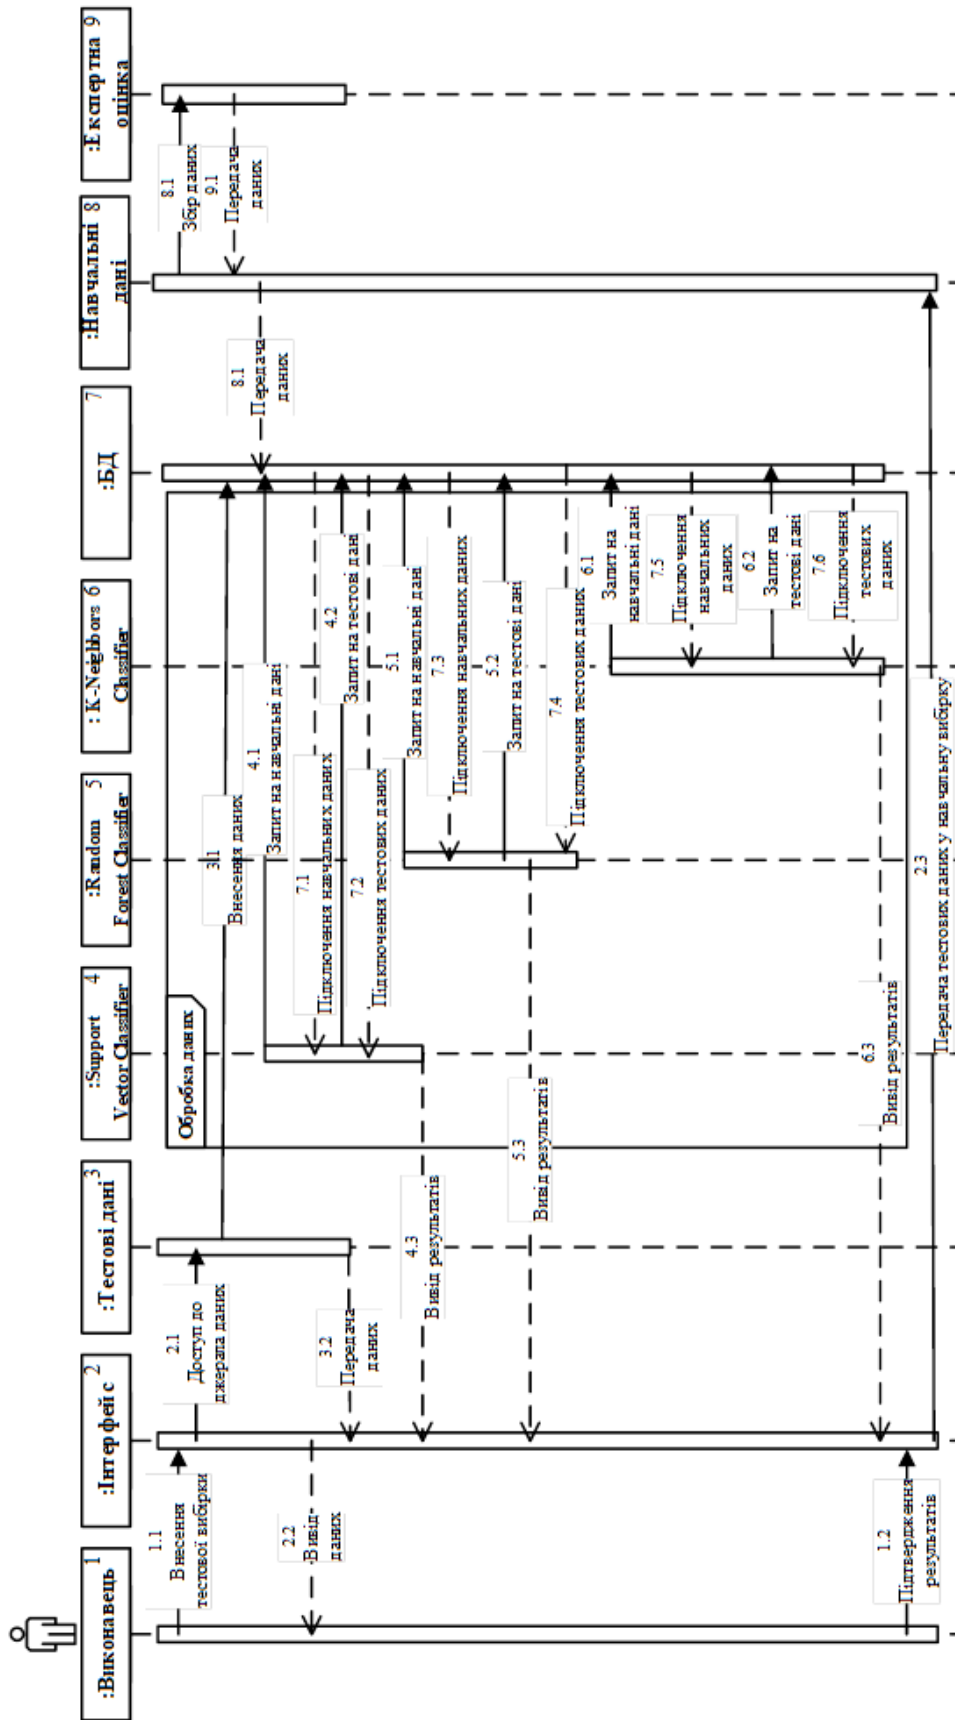 :Виконавець 1
:Інтерфейс 2
:Тестові дані 3
:Support 4
Vector Classifier
:Random 5
Forest Classifier
: K-Neighbors 6
Classifier
:БД 7
:Навчальні 8
дані
:Експертна 9
оцінка
Обробка даних
1.1
Внесення
тестової вибірки
2.1
Доступ до
джерала даних
3.1
Внесення даних
8.1
Збір даних
9.1
Передача
даних
8.1
Передача
даних
4.1
Запит на навчальні дані
2.2
Вивід
даних
7.1
Підключення навчальних даних
4.2
Запит на тестові дані
3.2
Передача
даних
7.2
Підключення тестових даних
5.1
Запит на навчальні дані
4.3
Вивід результатів
7.3
Підключення навчальних даних
5.2
Запит на тестові дані
5.3
Вивід результатів
7.4
Підключення тестових даних
6.1
Запит на
навчальні дані
7.5
Підключення
навчальних
даних
6.2
Запит на
тестові дані
7.6
Підключення
тестових
даних
6.3
Вивід результатів
1.2
Підтвердження
результатів
2.3
Передача тестових даних у навчальну вибірку